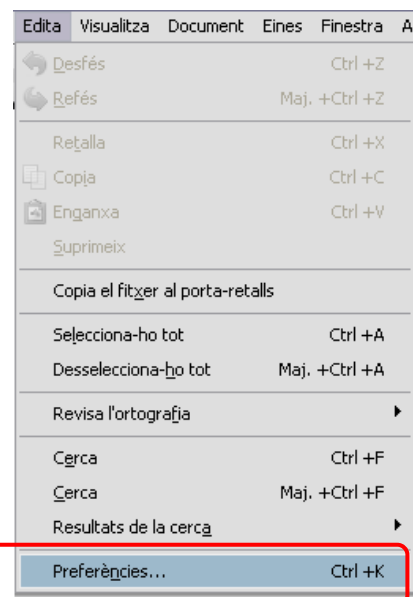 Edita Visualitza Document Eines Finestra A
Desfés Ctrl +Z
Refés Maj. +Ctrl +Z
Retalla Ctrl +X
Copia Ctrl +C
Enganxa Ctrl +V
Suprimeix
Copia el fitxer al porta-retalls
Selecciona-ho tot Ctrl +A
Desselecciona-ho tot Maj. +Ctrl +A
Revisa l'ortografia
Cerca Ctrl +F
Cerca Maj. +Ctrl +F
Resultats de la cerca
Preferències... Ctrl +K